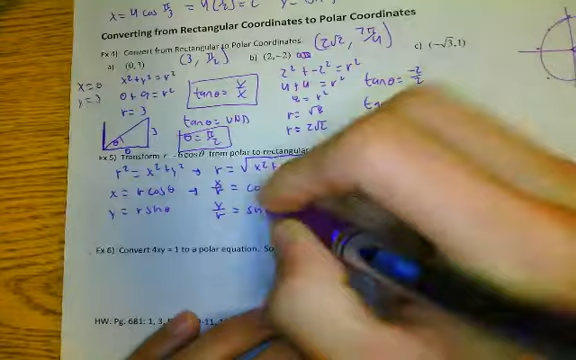 x = 4 cos π/3 = 4(½) = 2
Converting from Rectangular Coordinates to Polar Coordinates
Ex 4) Convert from Rectangular to Polar Coordinates.
a) (0, 3) (3, π/2) b) (2, -2) (2√2, 7π/4) c) (-√3, 1)
x=0 x²+y²=r² tanθ = y/x 2²+-2²=r² tanθ = -2/2
y=3 0+9=r² 4+4=r²
r=3 8=r²
tanθ = UND r=√8
θ = π/2 r=2√2
3
θ
0
Ex 5) Transform from polar to rectangular
r² = x²+y² → r = √x²+
x = r cosθ → x/r =
y = r sinθ y/r = sin
Ex 6) Convert 4xy = 1 to a polar equation.
HW: Pg. 681: 1, 3,